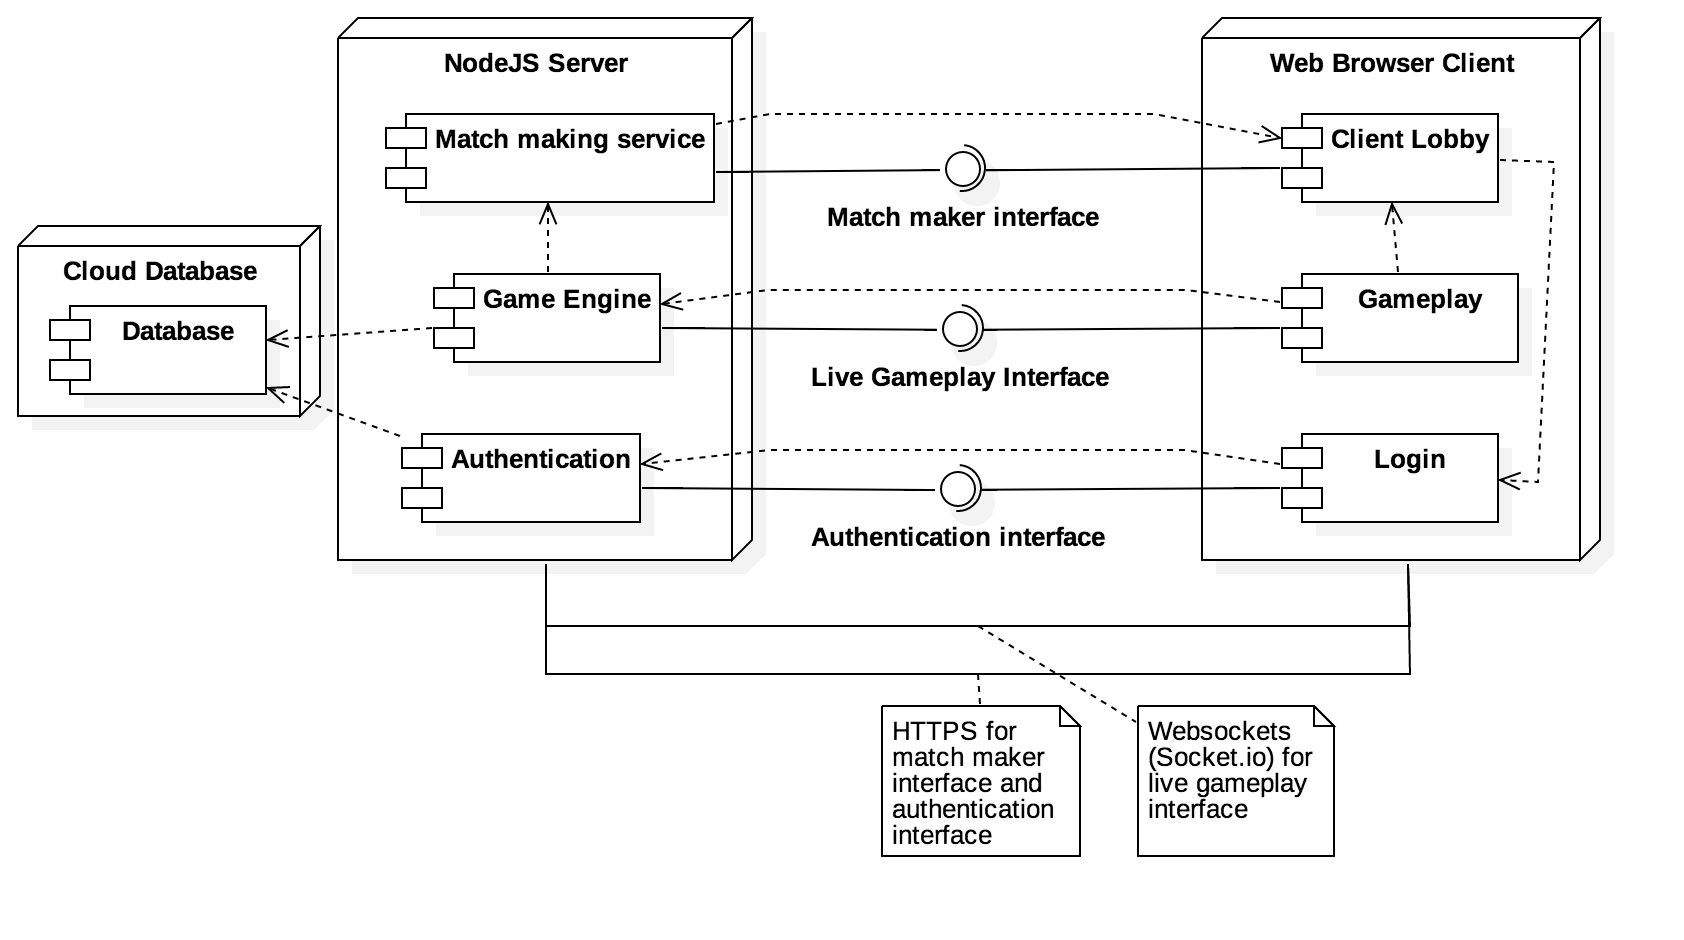 NodeJS Server
Web Browser Client
Match making service
Client Lobby
Match maker interface
Cloud Database
Database
Game Engine
Gameplay
Live Gameplay Interface
Authentication
Login
Authentication interface
HTTPS for
match maker
interface and
authentication
interface
Websockets
(Socket.io) for
live gameplay
interface